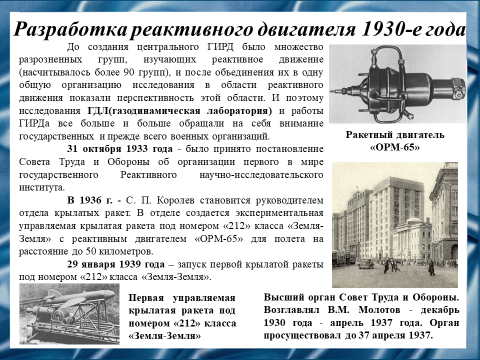 Разработка реактивного двигателя 1930-е года
До создания центрального ГИРД было множество
разрозненных групп, изучающих реактивное движение
(насчитывалось более 90 групп), и после объединения их в одну
общую организацию исследования в области реактивного
движения показали перспективность этой области. И поэтому
исследования ГДЛ(газодинамическая лаборатория) и работы
ГИРДа все больше и больше обращали на себя внимание
государственных и прежде всего военных организаций.
31 октября 1933 года - было принято постановление
Совета Труда и Обороны об организации первого в мире
государственного Реактивного научно-исследовательского
института.
В 1936 г. - С. П. Королев становится руководителем
отдела крылатых ракет. В отделе создается экспериментальная
управляемая крылатая ракета под номером «212» класса «Земля-
Земля» с реактивным двигателем «ОРМ-65» для полета на
расстояние до 50 километров.
29 января 1939 года – запуск первой крылатой ракеты
под номером «212» класса «Земля-Земля».
Ракетный двигатель
«ОРМ-65»
Первая управляемая
крылатая ракета под
номером «212» класса
«Земля-Земля»
Высший орган Совет Труда и Обороны.
Возглавлял В.М. Молотов - декабрь
1930 года - апрель 1937 года. Орган
просуществовал до 37 апреля 1937.